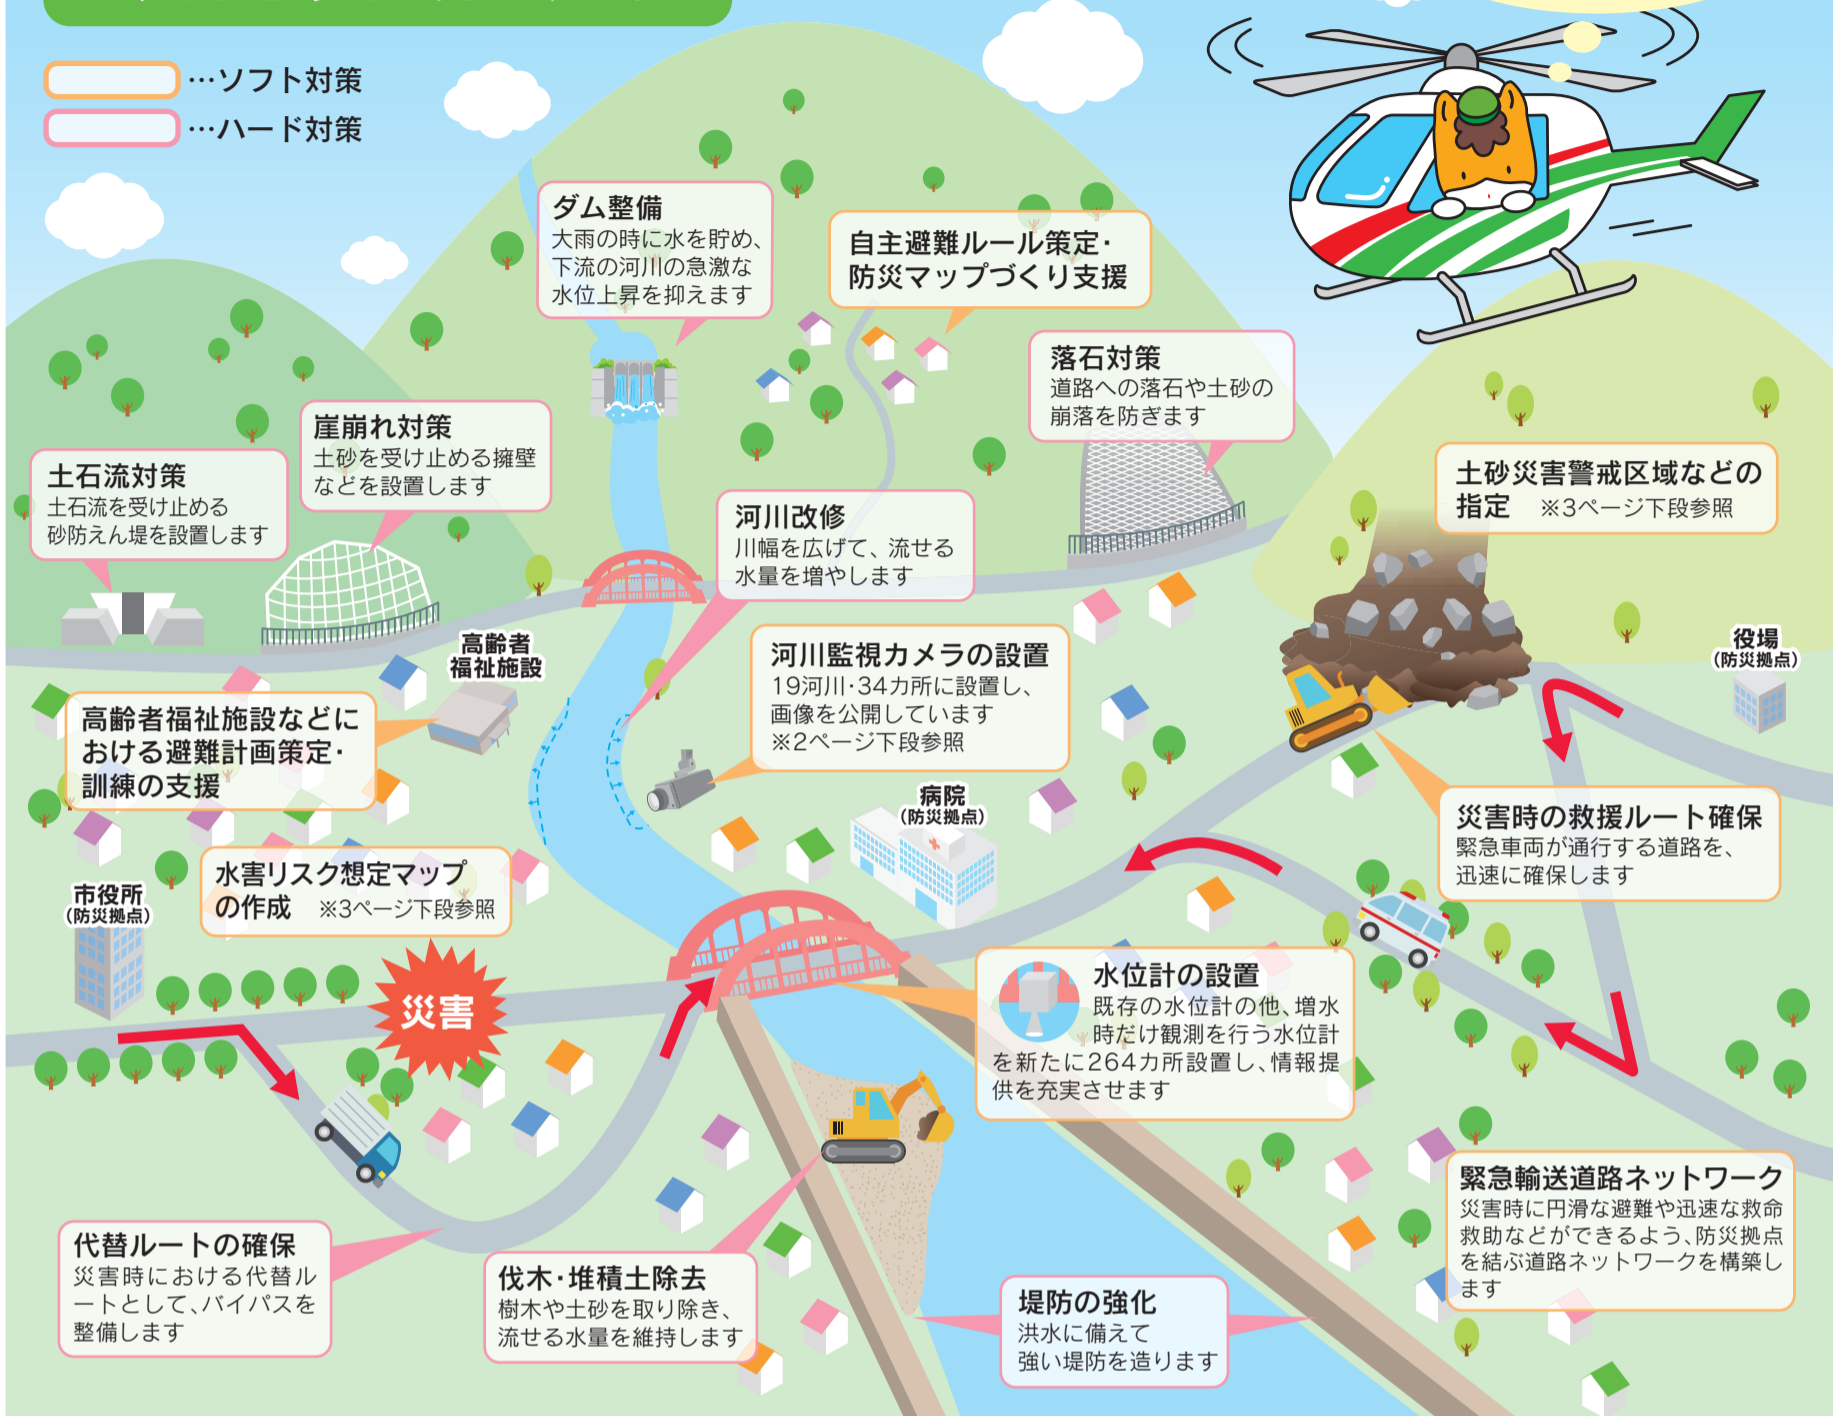 …ソフト対策
…ハード対策
ダム整備
大雨の時に水を貯め、
下流の河川の急激な
水位上昇を抑えます
自主避難ルール策定・
防災マップづくり支援
落石対策
道路への落石や土砂の
崩落を防ぎます
崖崩れ対策
土砂を受け止める擁壁
などを設置します
土石流対策
土石流を受け止める
砂防えん堤を設置します
土砂災害警戒区域などの
指定 ※3ページ下段参照
河川改修
川幅を広げて、流せる
水量を増やします
高齢者
福祉施設
河川監視カメラの設置
19河川・34カ所に設置し、
画像を公開しています
※2ページ下段参照
役場
(防災拠点)
高齢者福祉施設などに
おける避難計画策定・
訓練の支援
病院
(防災拠点)
災害時の救援ルート確保
緊急車両が通行する道路を、
迅速に確保します
水害リスク想定マップ
の作成 ※3ページ下段参照
市役所
(防災拠点)
災害
水位計の設置
既存の水位計の他、増水
時だけ観測を行う水位計
を新たに264カ所設置し、情報提
供を充実させます
緊急輸送道路ネットワーク
災害時に円滑な避難や迅速な救命
救助などができるよう、防災拠点
を結ぶ道路ネットワークを構築し
ます
代替ルートの確保
災害時における代替ル
ートとして、バイパスを
整備します
伐木・堆積土除去
樹木や土砂を取り除き、
流せる水量を維持します
堤防の強化
洪水に備えて
強い堤防を造ります